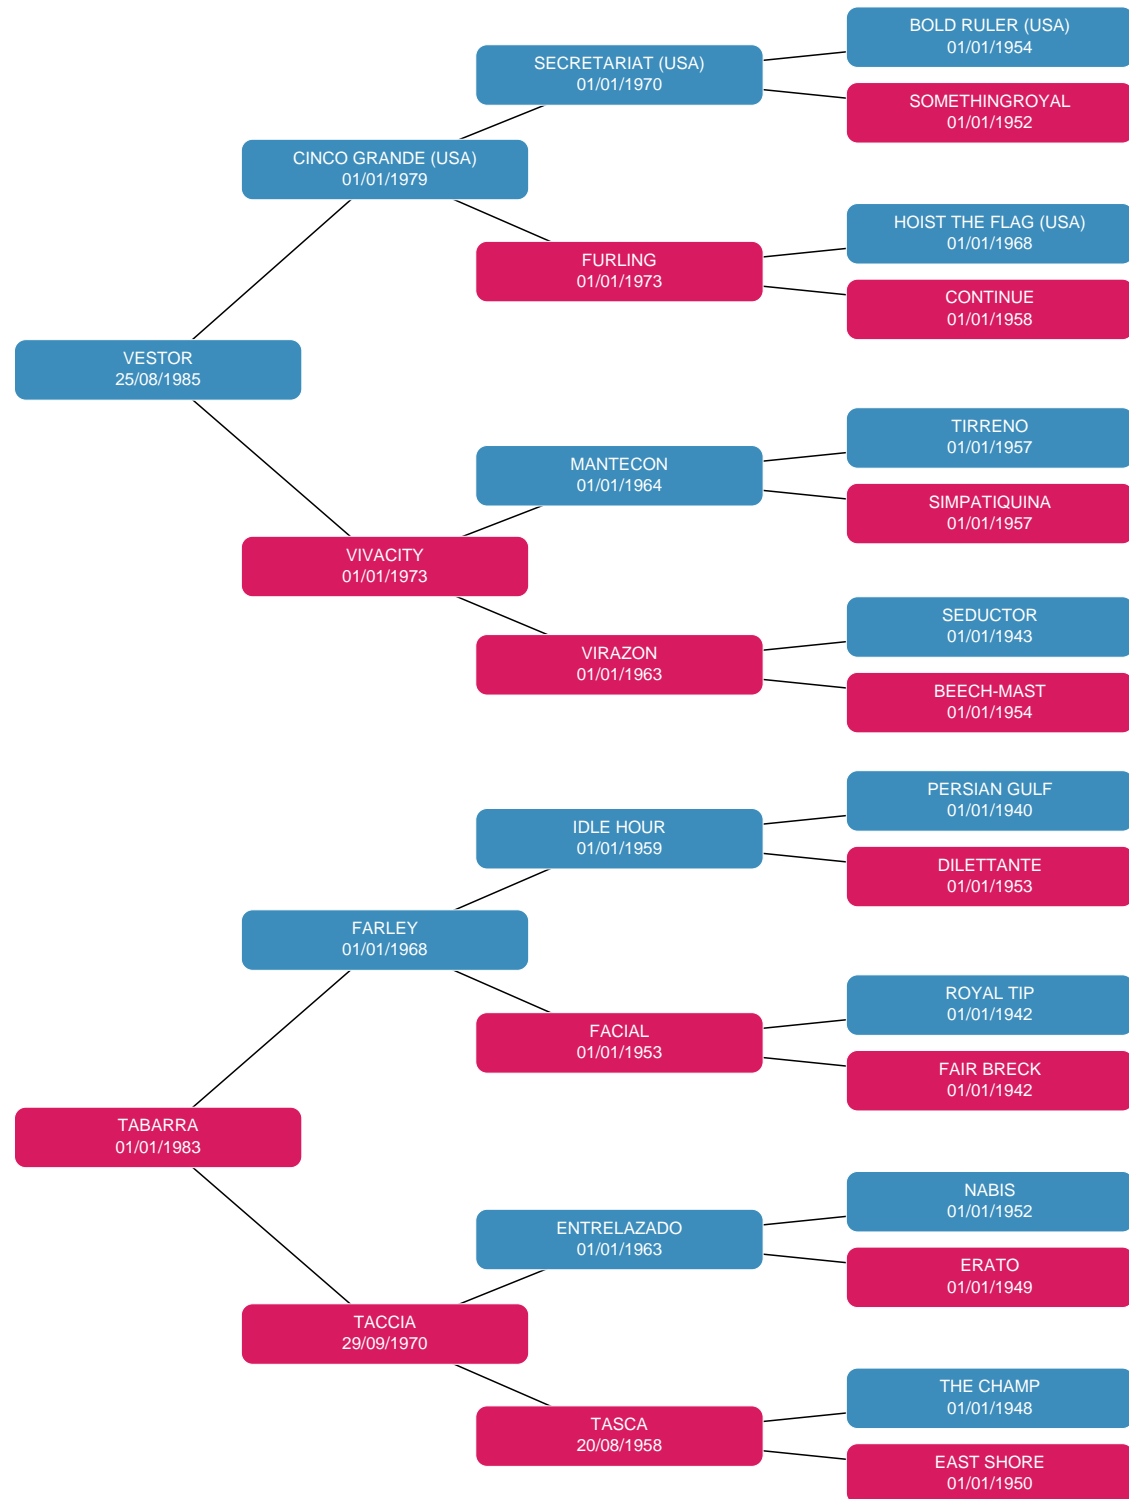 BOLD RULER (USA)
01/01/1954
SECRETARIAT (USA)
01/01/1970
SOMETHINGROYAL
01/01/1952
CINCO GRANDE (USA)
01/01/1979
HOIST THE FLAG (USA)
01/01/1968
FURLING
01/01/1973
CONTINUE
01/01/1958
VESTOR
25/08/1985
TIRRENO
01/01/1957
MANTECON
01/01/1964
SIMPATIQUINA
01/01/1957
VIVACITY
01/01/1973
SEDUCTOR
01/01/1943
VIRAZON
01/01/1963
BEECH-MAST
01/01/1954
PERSIAN GULF
01/01/1940
IDLE HOUR
01/01/1959
DILETTANTE
01/01/1953
FARLEY
01/01/1968
ROYAL TIP
01/01/1942
FACIAL
01/01/1953
FAIR BRECK
01/01/1942
TABARRA
01/01/1983
NABIS
01/01/1952
ENTRELAZADO
01/01/1963
ERATO
01/01/1949
TACCIA
29/09/1970
THE CHAMP
01/01/1948
TASCA
20/08/1958
EAST SHORE
01/01/1950